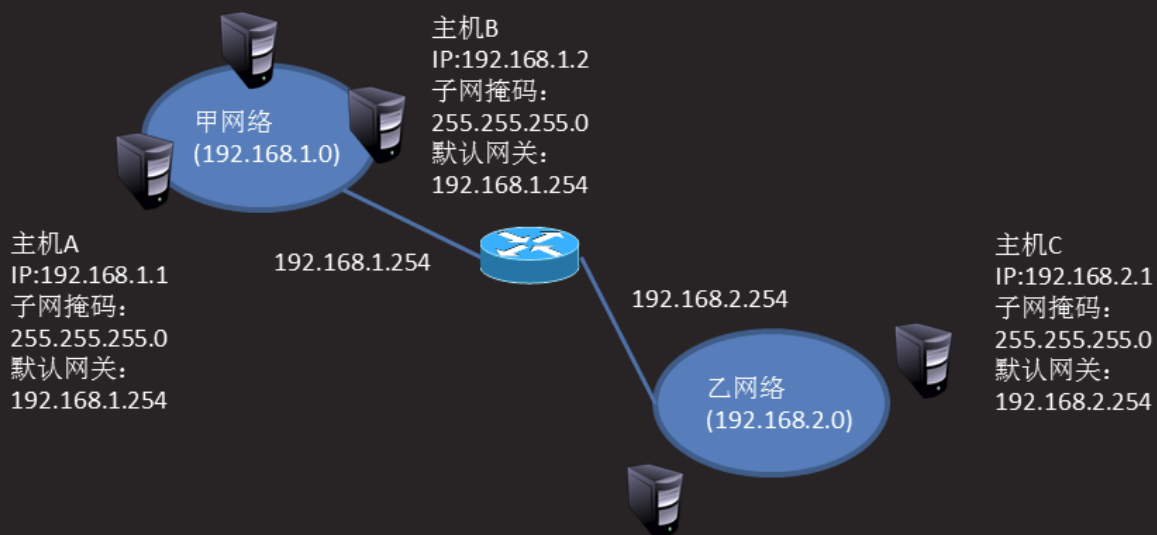 主机B
IP:192.168.1.2
子网掩码：
255.255.255.0
默认网关：
192.168.1.254
甲网络
(192.168.1.0)
主机A
IP:192.168.1.1
子网掩码：
255.255.255.0
默认网关：
192.168.1.254
192.168.1.254
192.168.2.254
主机C
IP:192.168.2.1
子网掩码：
255.255.255.0
默认网关：
192.168.2.254
乙网络
(192.168.2.0)